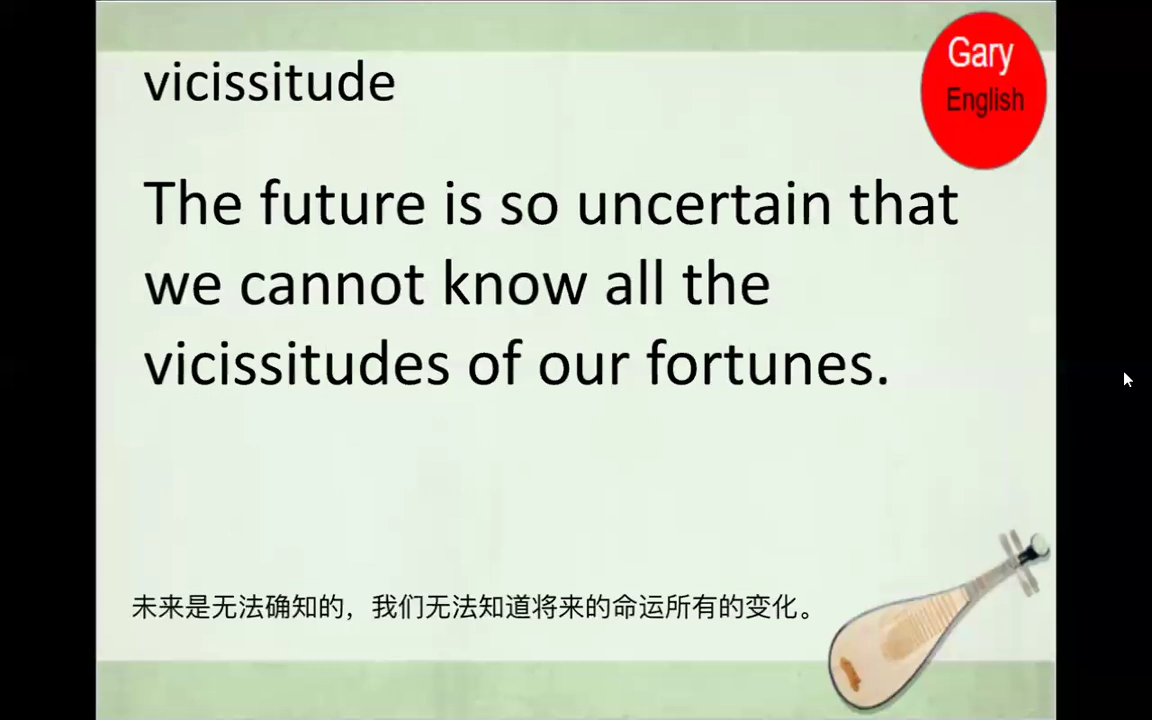 vicissitude
Gary
English
The future is so uncertain that
we cannot know all the
vicissitudes of our fortunes.
未来是无法确知的，我们无法知道将来的命运所有的变化。